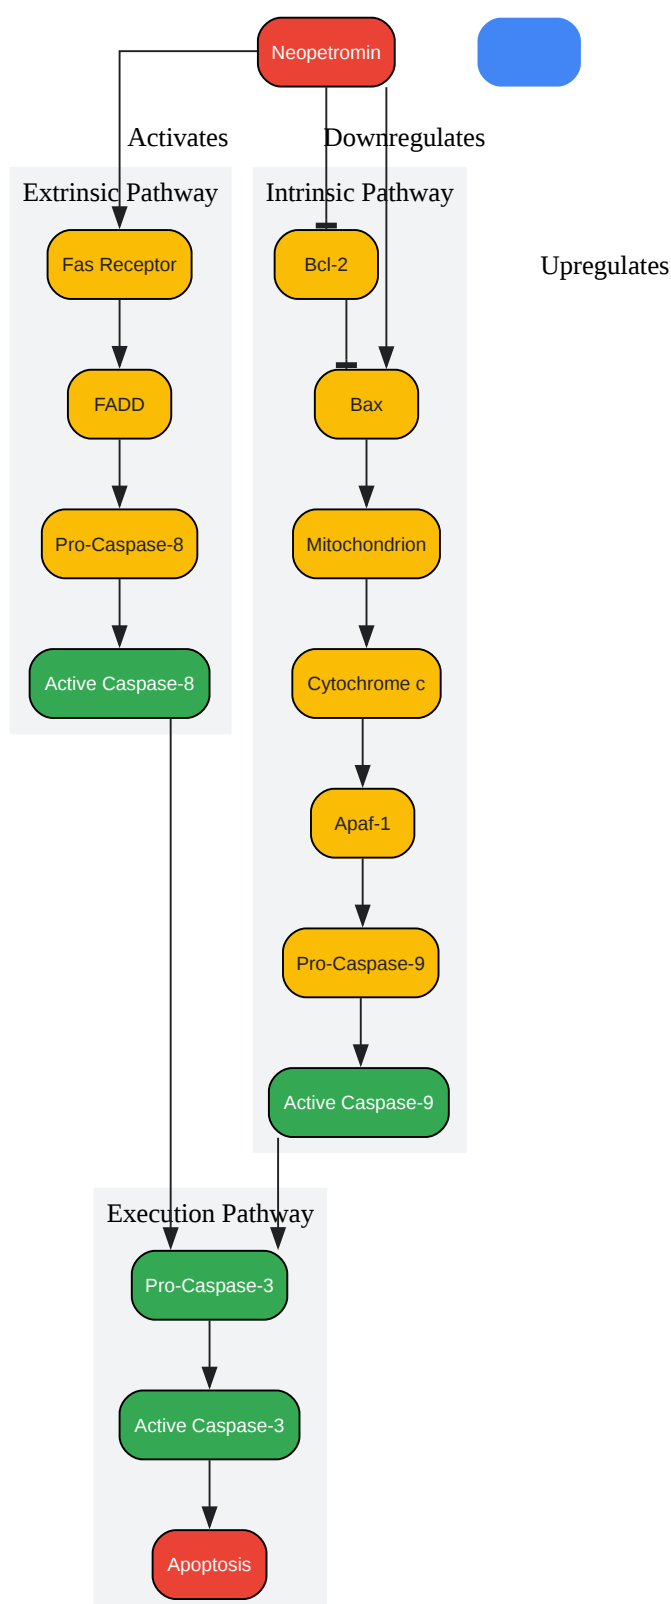 Neopetromin
Activates
Downregulates
Extrinsic Pathway
Intrinsic Pathway
Fas Receptor
Bcl-2
Upregulates
FADD
Bax
Pro-Caspase-8
Mitochondrion
Active Caspase-8
Cytochrome c
Apaf-1
Pro-Caspase-9
Active Caspase-9
Execution Pathway
Pro-Caspase-3
Active Caspase-3
Apoptosis